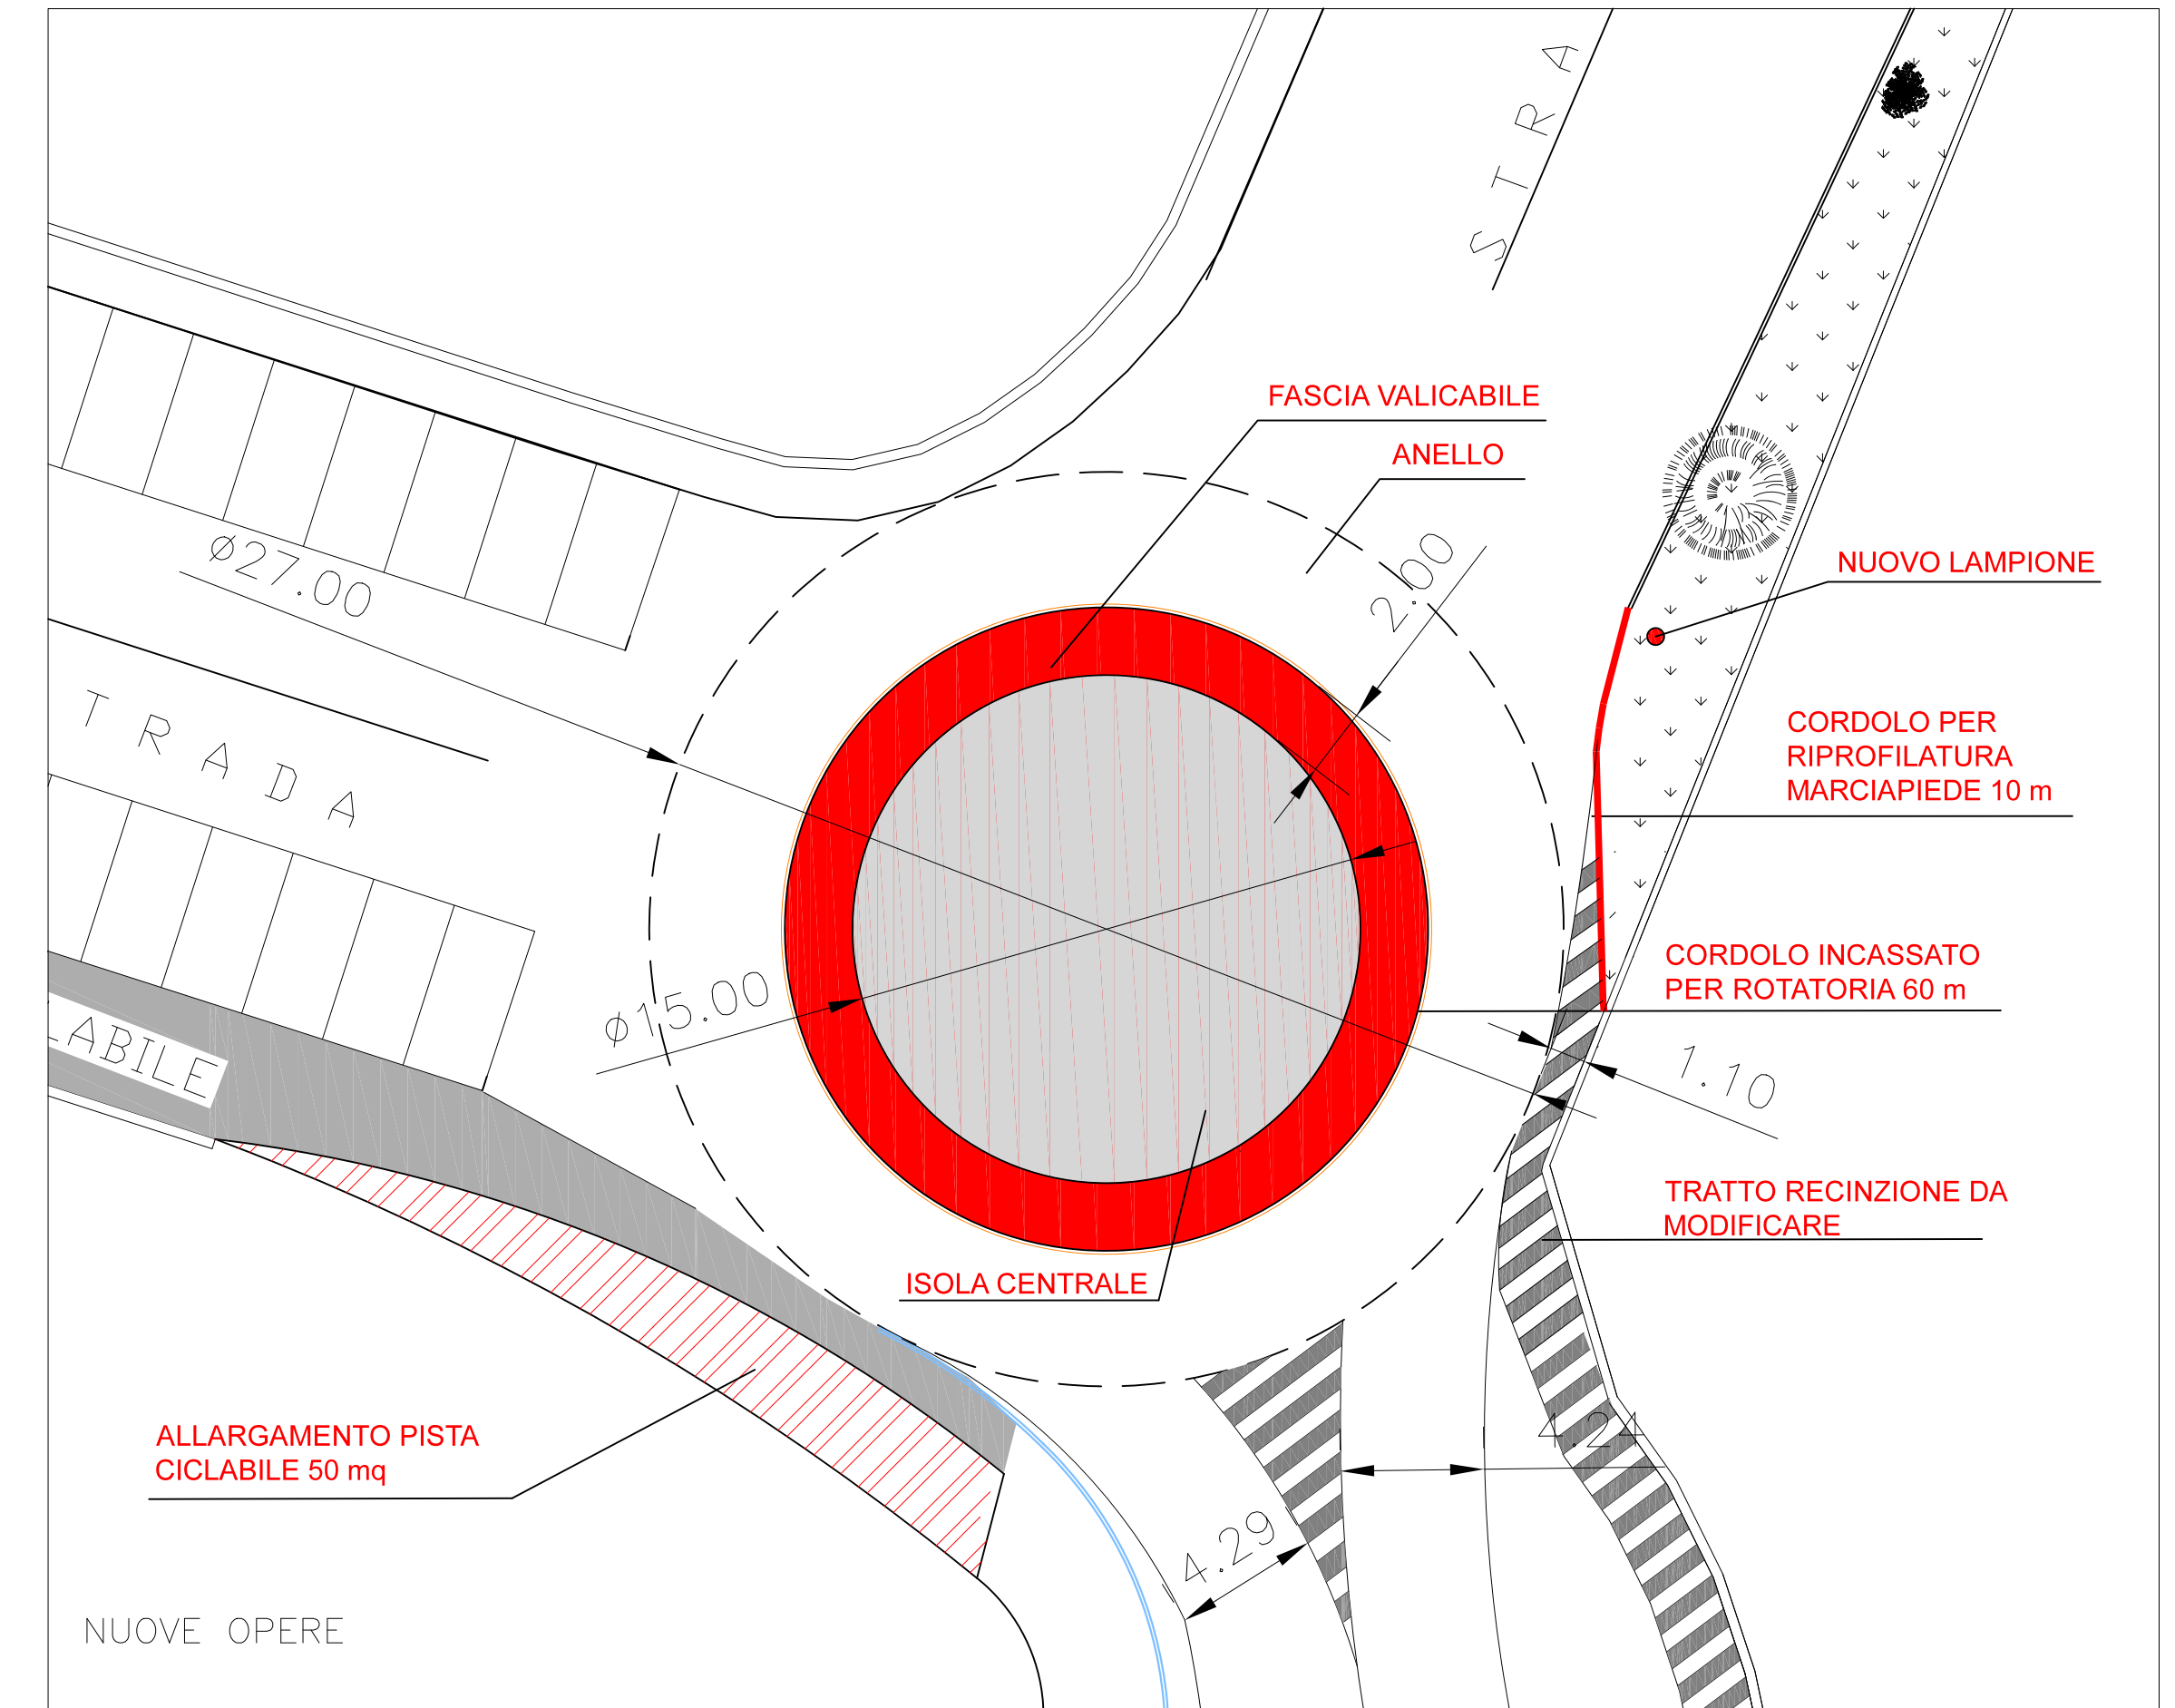 STRA
FASCIA VALICABILE
ANELLO
2.00
ø27.00
NUOVO LAMPIONE
TRADA
CORDOLO PER
RIPROFILATURA
MARCIAPIEDE 10 m
CORDOLO INCASSATO
PER ROTATORIA 60 m
ø15.00
LABILE
1.10
TRATTO RECINZIONE DA
MODIFICARE
ISOLA CENTRALE
4.24
ALLARGAMENTO PISTA
CICLABILE 50 mq
4.29
NUOVE OPERE